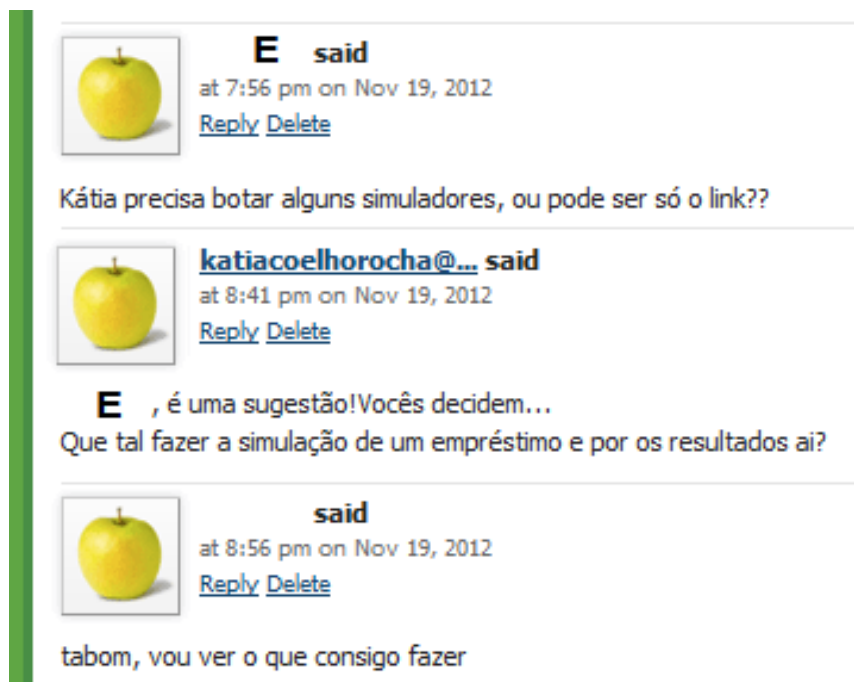 E said
at 7:56 pm on Nov 19, 2012
Reply Delete
Kátia precisa botar alguns simuladores, ou pode ser só o link??
katiacoelhorocha@... said
at 8:41 pm on Nov 19, 2012
Reply Delete
E , é uma sugestão!Vocês decidem...
Que tal fazer a simulação de um empréstimo e por os resultados ai?
said
at 8:56 pm on Nov 19, 2012
Reply Delete
tabom, vou ver o que consigo fazer